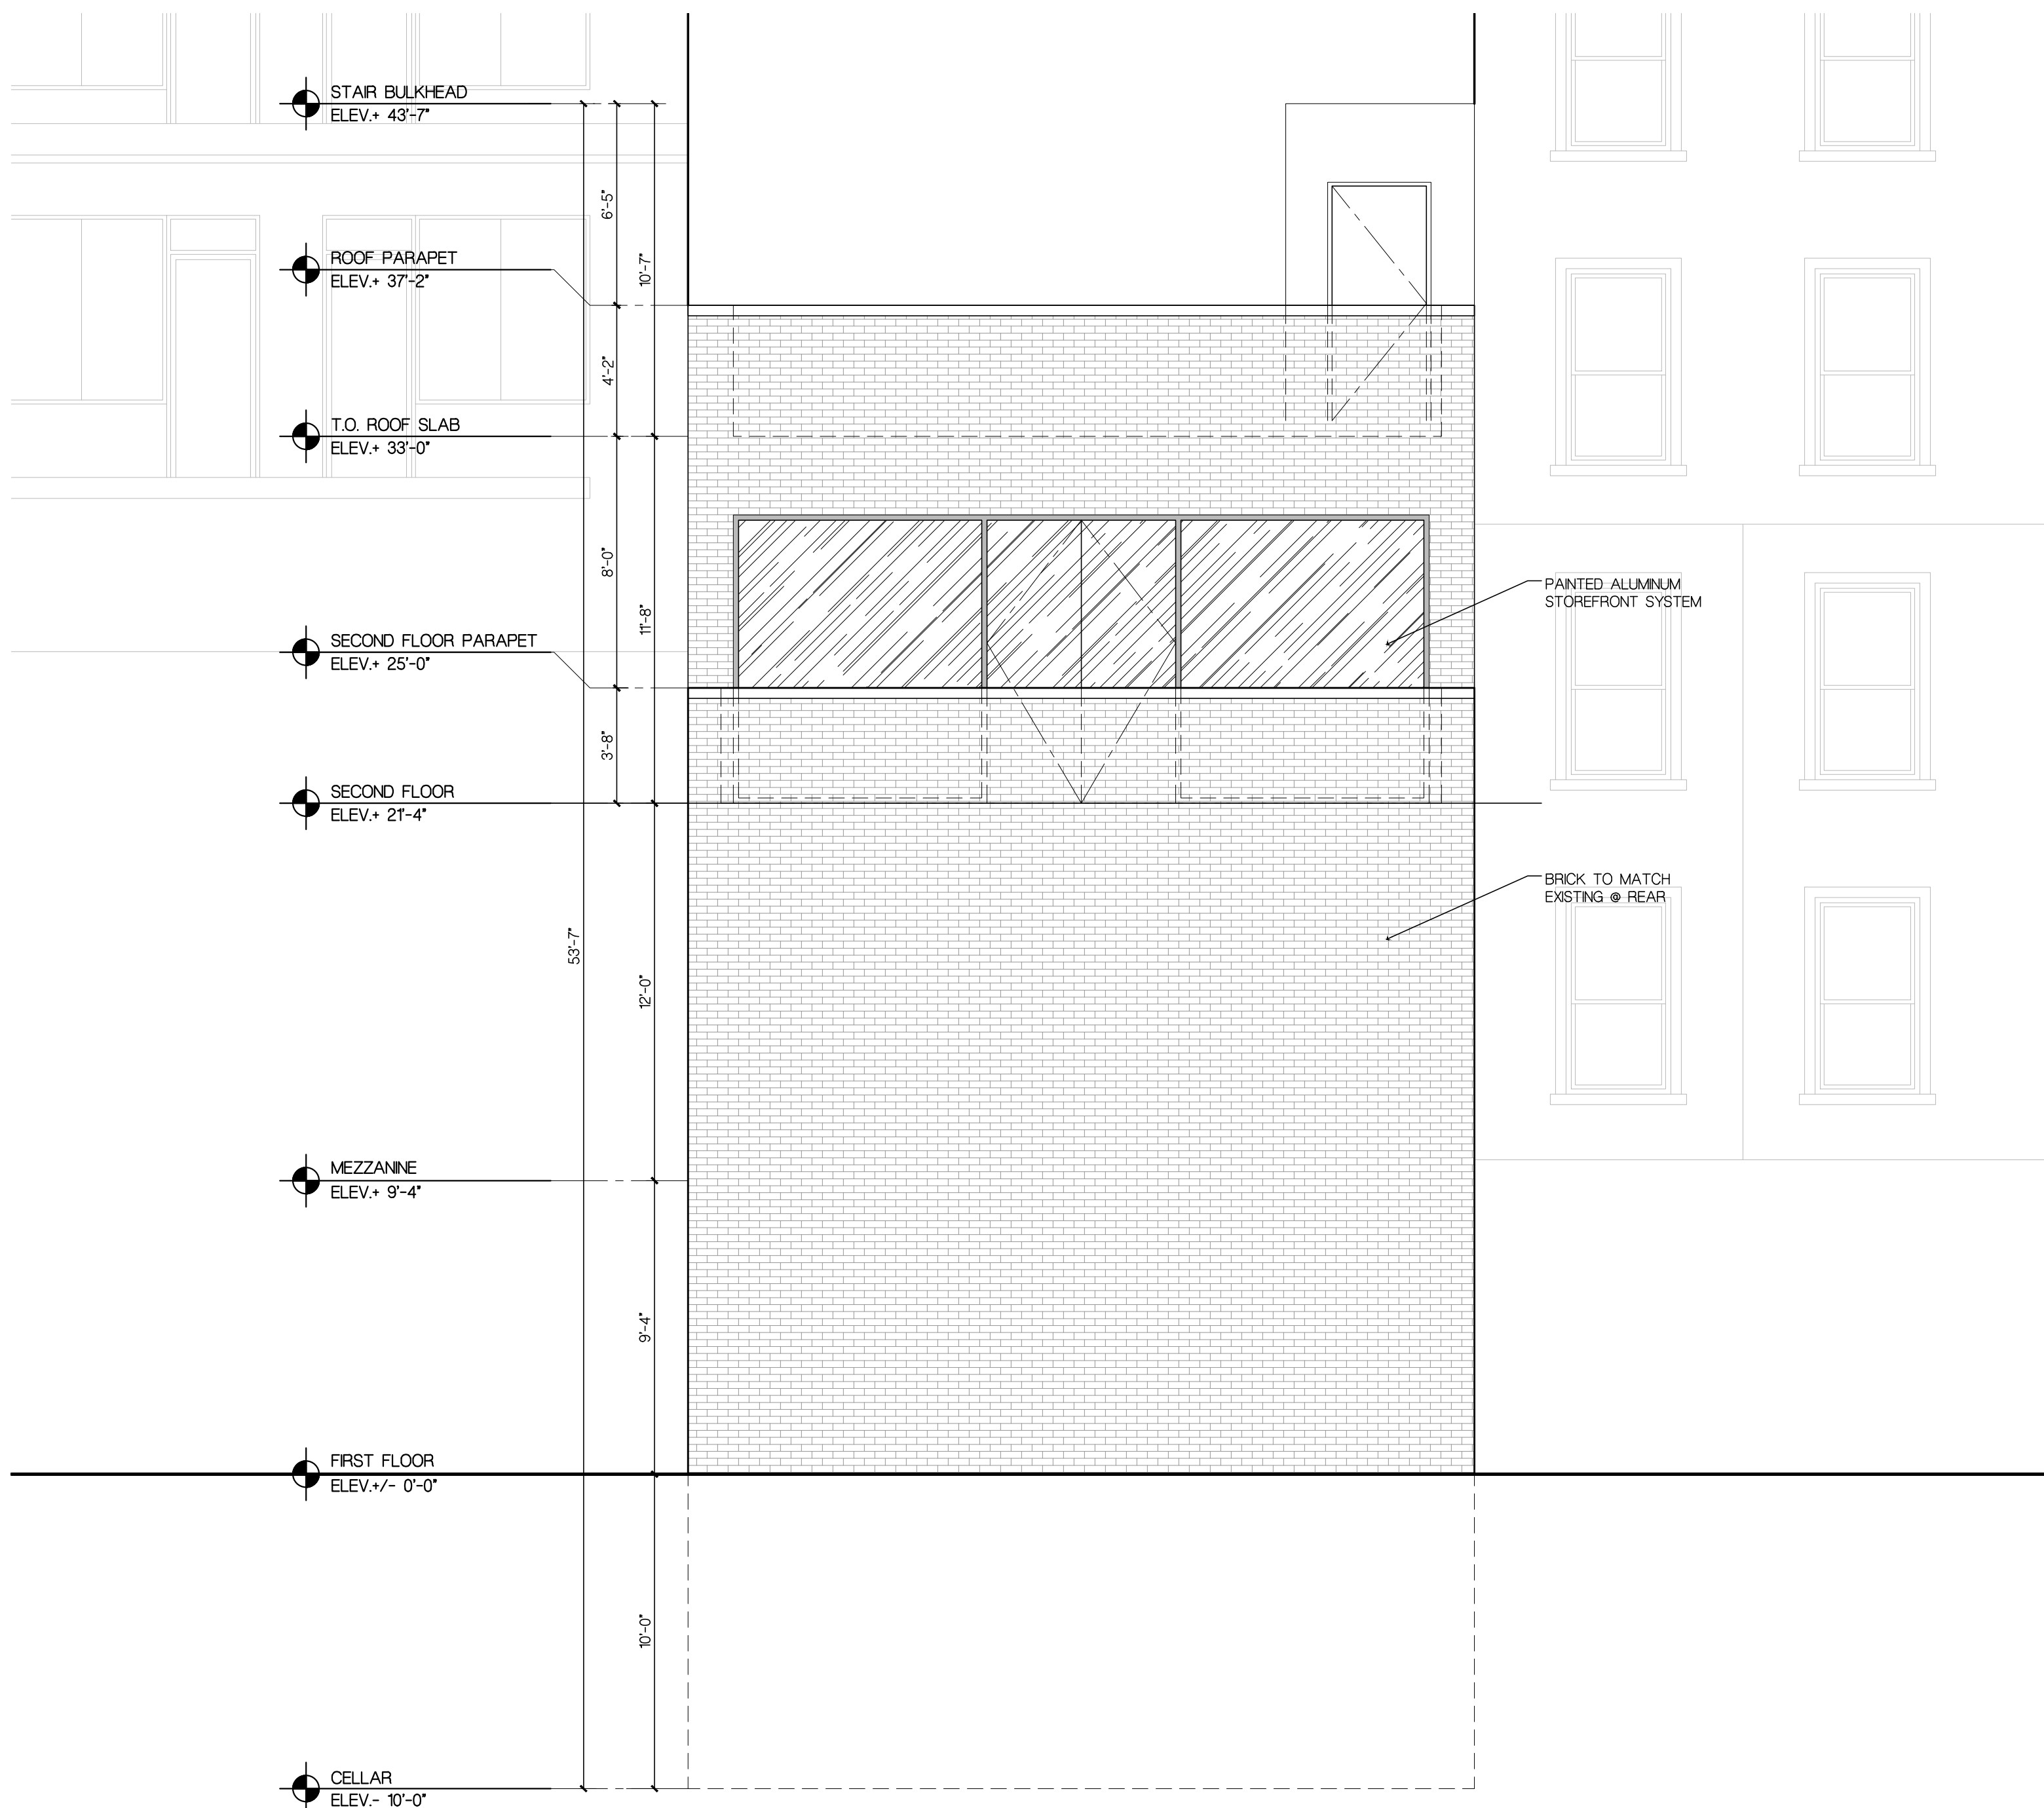 STAIR BULKHEAD
ELEV.+ 43'-7"
6'-5"
ROOF PARAPET
ELEV.+ 37'-2"
10'-7"
4'-2"
T.O. ROOF SLAB
ELEV.+ 33'-0"
8'-0"
PAINTED ALUMINUM
STOREFRONT SYSTEM
11'-8"
SECOND FLOOR PARAPET
ELEV.+ 25'-0"
3'-8"
SECOND FLOOR
ELEV.+ 21'-4"
BRICK TO MATCH
EXISTING @ REAR
53'-7"
12'-0"
MEZZANINE
ELEV.+ 9'-4"
9'-4"
FIRST FLOOR
ELEV.+/- 0'-0"
10'-0"
CELLAR
ELEV.- 10'-0"